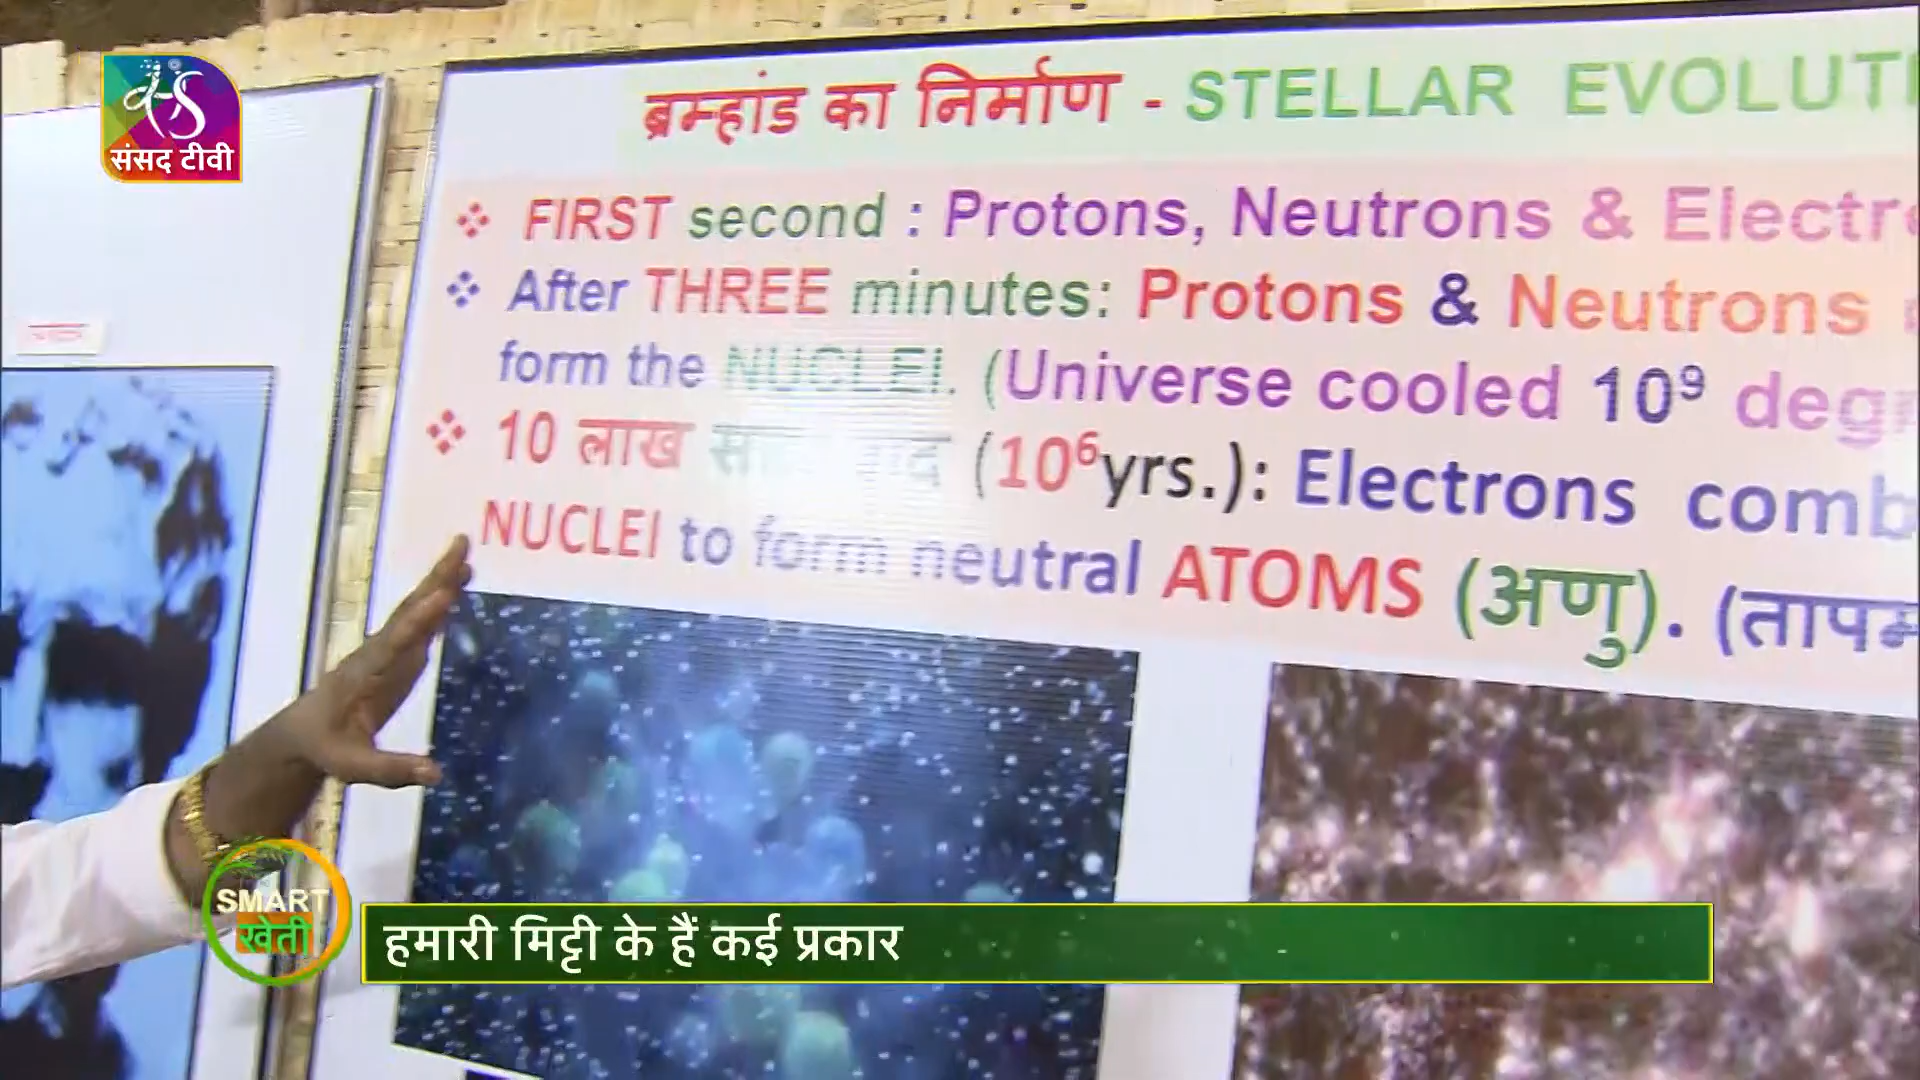 संसद टीवी
ब्रम्हांड का निर्माण - STELLAR EVOLUTI
FIRST second : Protons, Neutrons & Electr
After THREE minutes: Protons & Neutrons
form the NUCLEI. (Universe cooled 10⁹ deg
10 लाख (10⁶yrs.): Electrons comb
NUCLEI to form neutral ATOMS (अणु). (ताप
SMART
खेती
हमारी मिट्टी के हैं कई प्रकार